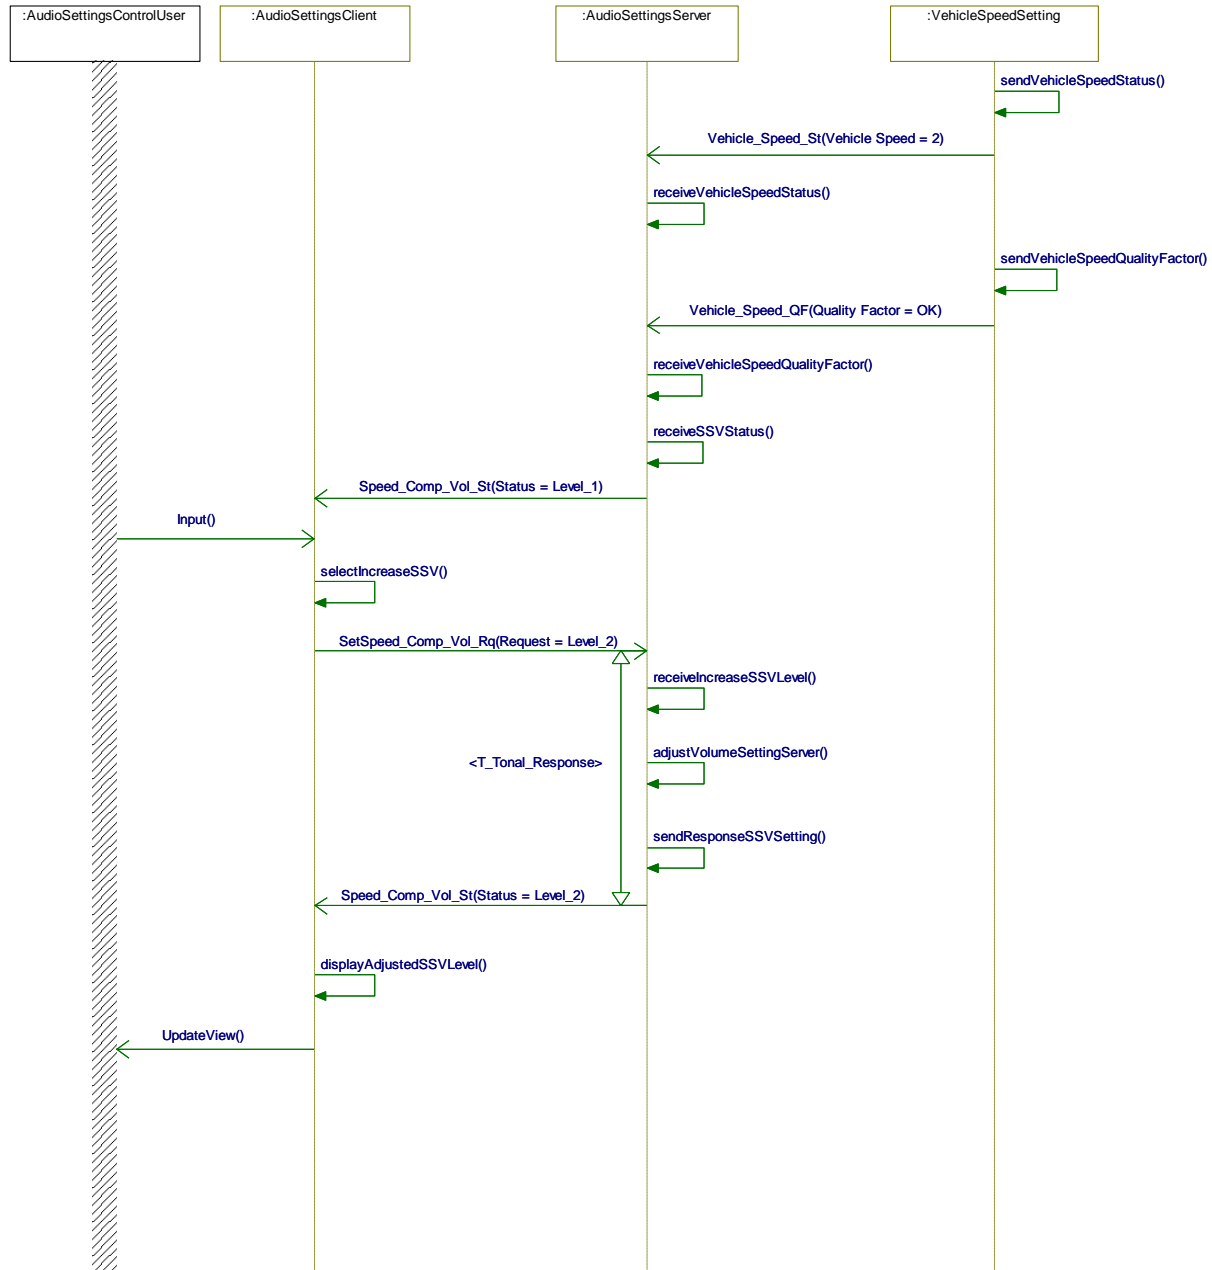 :AudioSettingsControlUser
:AudioSettingsClient
:AudioSettingsServer
:VehicleSpeedSetting
sendVehicleSpeedStatus()
Vehicle_Speed_St(Vehicle Speed = 2)
receiveVehicleSpeedStatus()
sendVehicleSpeedQualityFactor()
Vehicle_Speed_QF(Quality Factor = OK)
receiveVehicleSpeedQualityFactor()
receiveSSVStatus()
Speed_Comp_Vol_St(Status = Level_1)
Input()
selectIncreaseSSV()
SetSpeed_Comp_Vol_Rq(Request = Level_2)
receiveIncreaseSSVLevel()
adjustVolumeSettingServer()
<T_Tonal_Response>
sendResponseSSVSetting()
Speed_Comp_Vol_St(Status = Level_2)
displayAdjustedSSVLevel()
UpdateView()